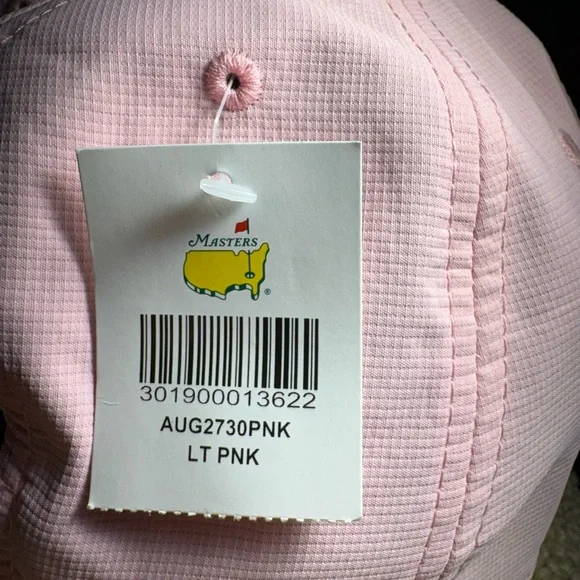 MASTERS
®
301900013622
AUG2730PNK
LT PNK